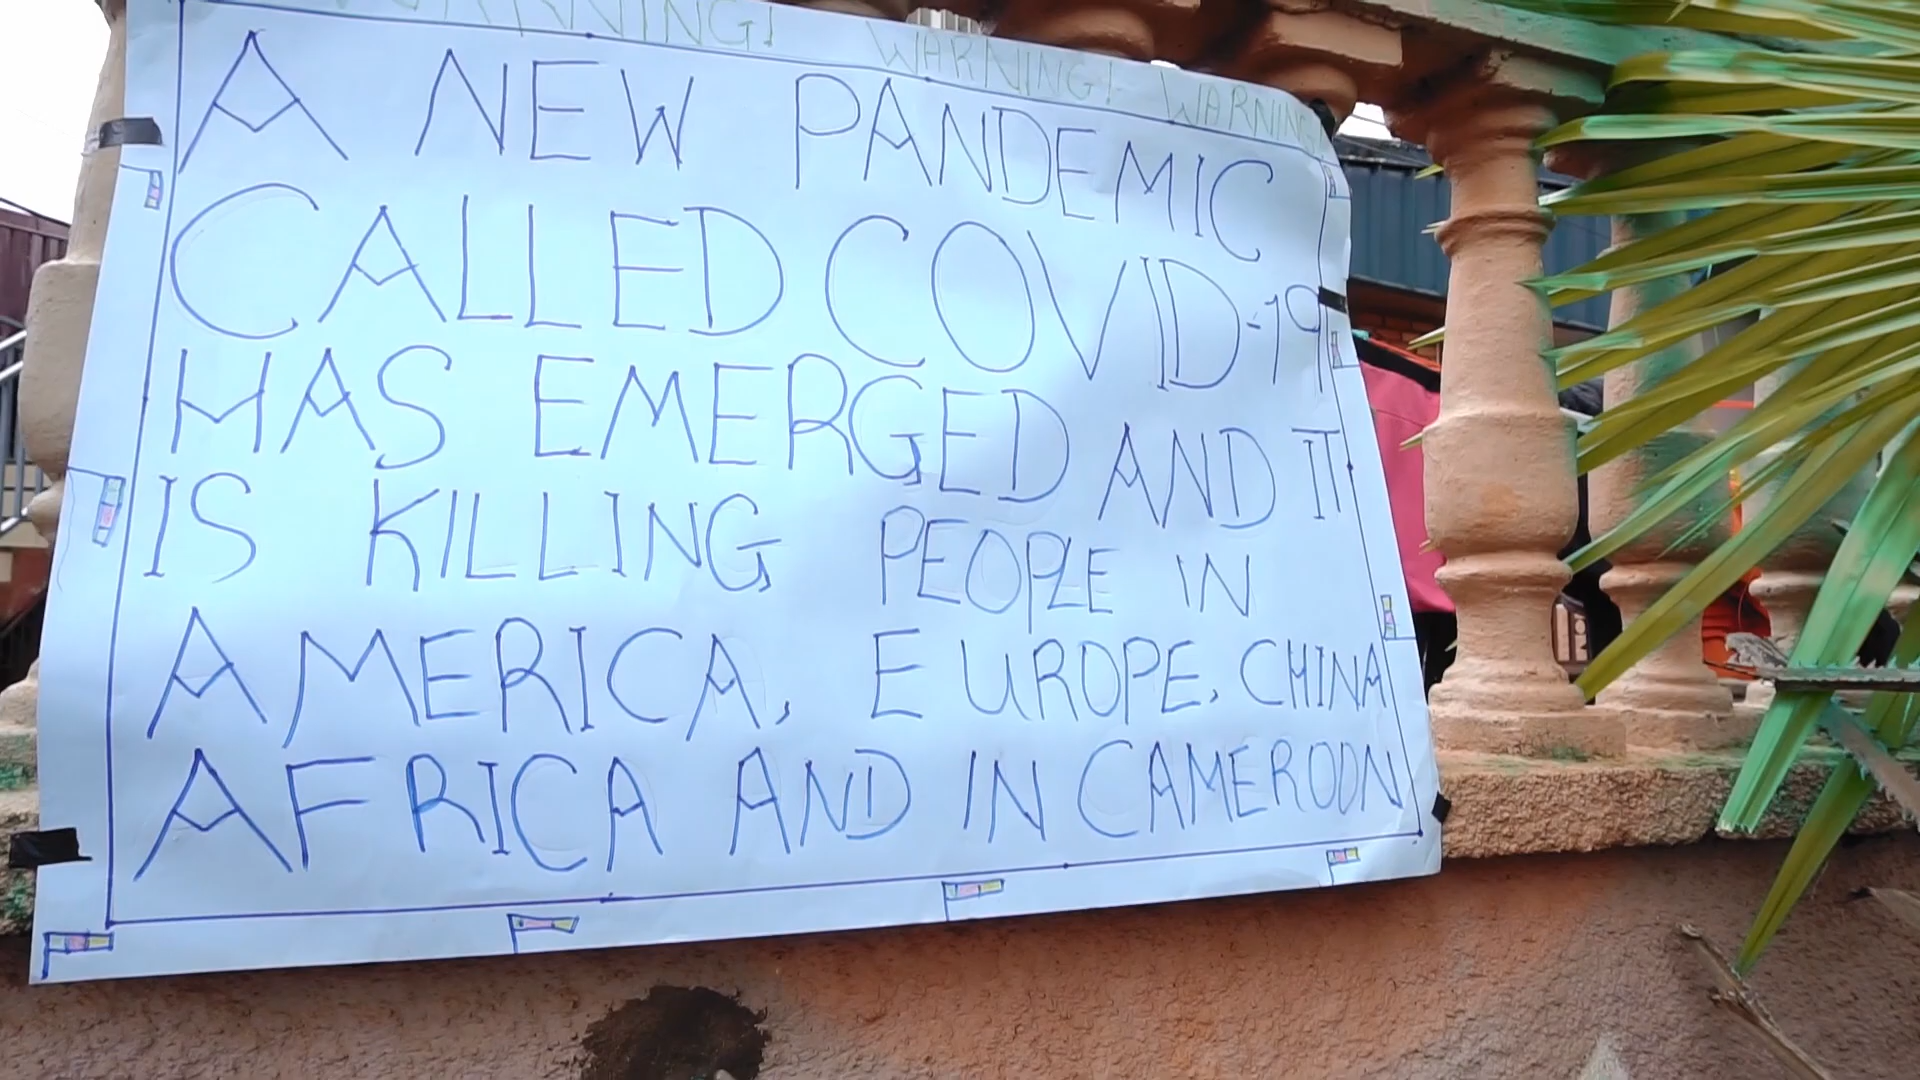 WARNING! WARNING! WARNING
A NEW PANDEMIC
CALLED COVID-19
HAS EMERGED AND IT
IS KILLING PEOPLE IN
AMERICA, EUROPE, CHINA
AFRICA AND IN CAMEROON